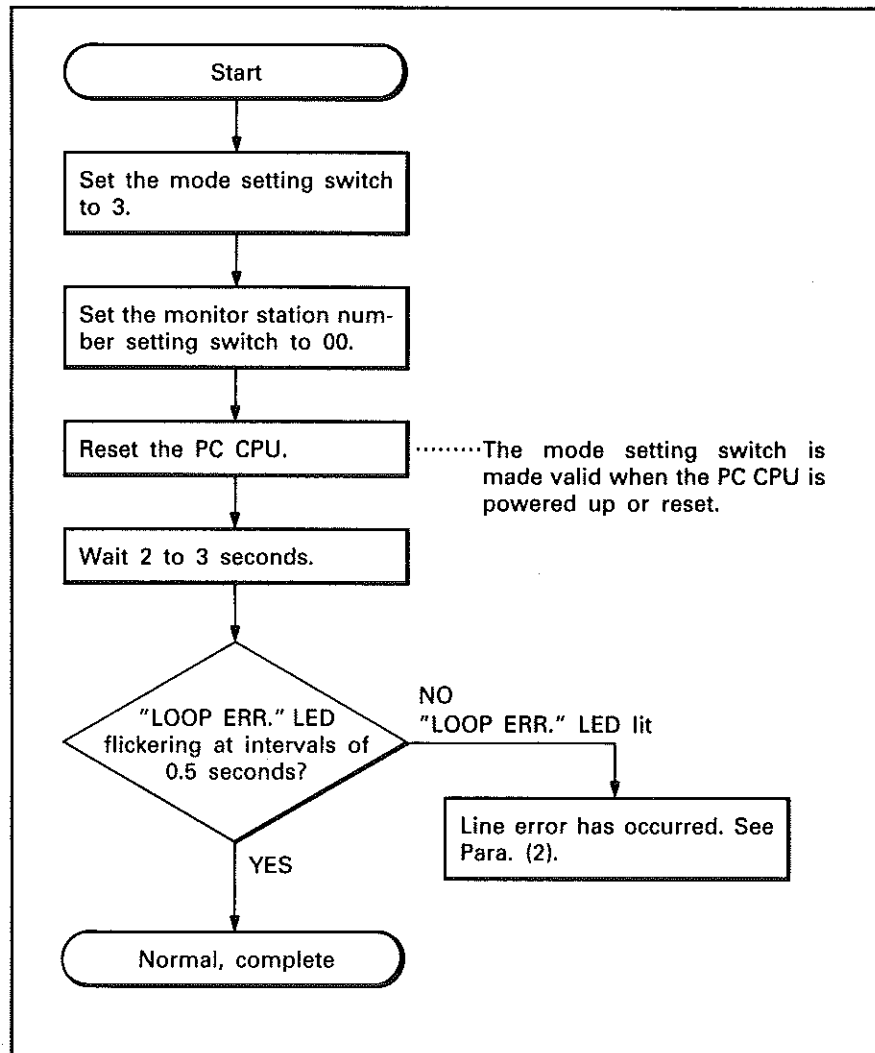 Start
Set the mode setting switch
to 3.
Set the monitor station num-
ber setting switch to 00.
Reset the PC CPU.
.........The mode setting switch is
made valid when the PC CPU is
powered up or reset.
Wait 2 to 3 seconds.
"LOOP ERR." LED
flickering at intervals of
0.5 seconds?
NO
"LOOP ERR." LED lit
Line error has occurred. See
Para. (2).
YES
Normal, complete